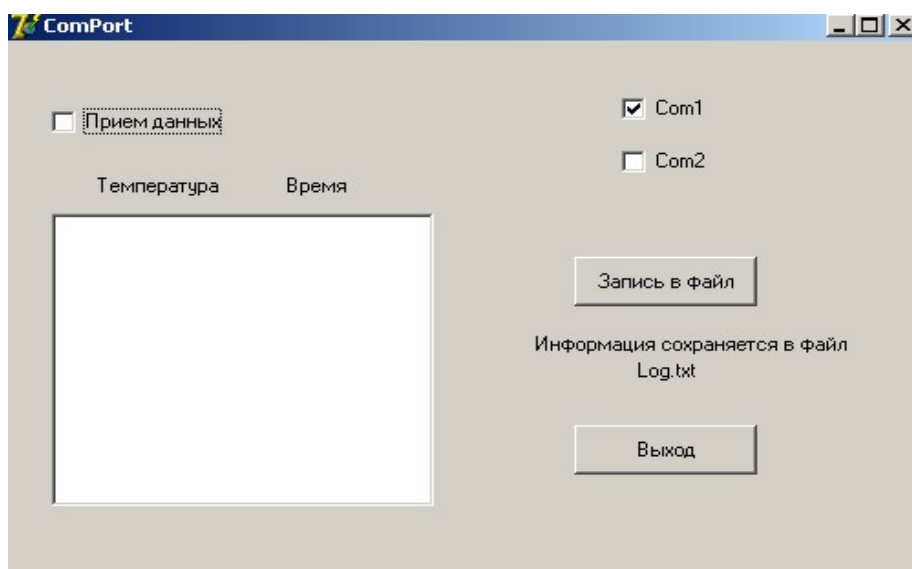 ComPort
Прием данных
Com1
Com2
Температура
Время
Запись в файл
Информация сохраняется в файл
Log.txt
Выход